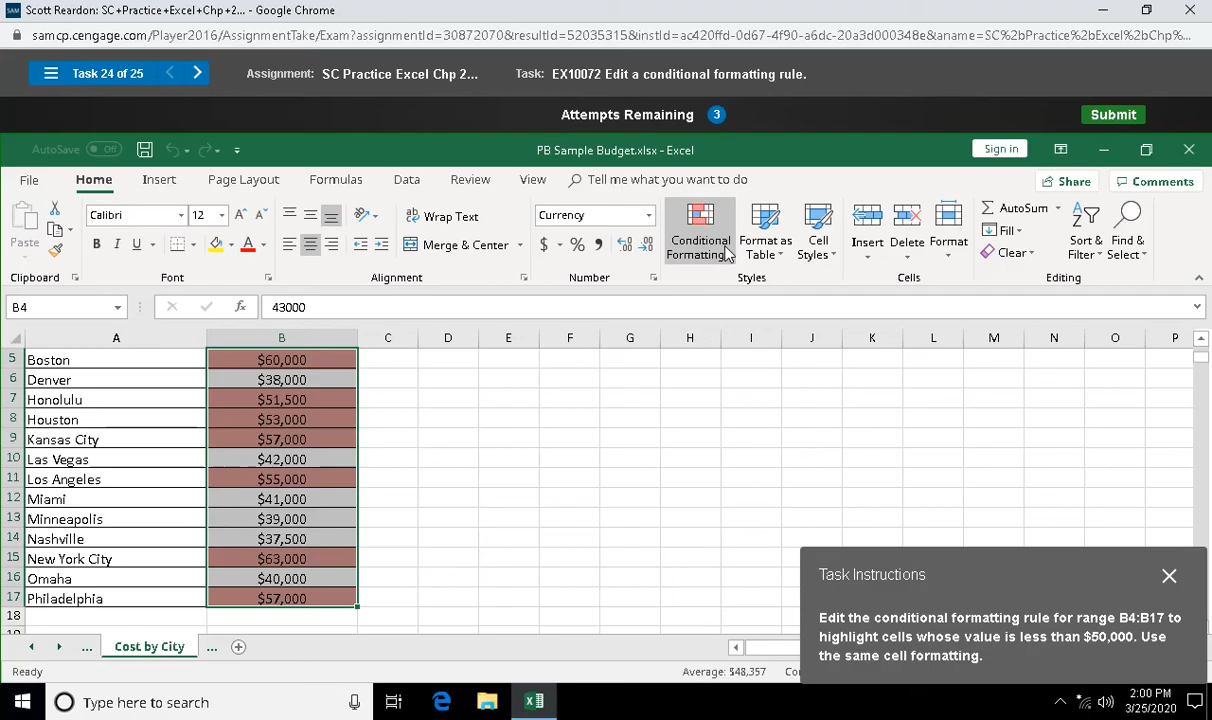 SAM Scott Reardon: SC+Practice+Excel+Chp+2... - Google Chrome
samcp.cengage.com/Player2016/AssignmentTake/Exam?assignmentId=30872070&resultId=52035315&instId=ac420ffd-0d67-4f90-a6dc-20a3d000348e&aname=SC%2bPractice%2bExcel%2bChp%...
Task 24 of 25 Assignment: SC Practice Excel Chp 2... Task: EX10072 Edit a conditional formatting rule.
Attempts Remaining 3 Submit
AutoSave Off PB Sample Budget.xlsx - Excel Sign in
File Home Insert Page Layout Formulas Data Review View Tell me what you want to do Share Comments
Paste Calibri 12 A A Wrap Text Currency Conditional Formatting Format as Table Cell Styles Insert Delete Format AutoSum Sort & Filter Find & Select
B I U A Merge & Center $ % , Fill
Clear
Clipboard Font Alignment Number Styles Cells Editing
B4 fx 43000
A B C D E F G H I J K L M N O P
5 Boston $60,000
6 Denver $38,000
7 Honolulu $51,500
8 Houston $53,000
9 Kansas City $57,000
10 Las Vegas $42,000
11 Los Angeles $55,000
12 Miami $41,000
13 Minneapolis $39,000
14 Nashville $37,500
15 New York City $63,000
16 Omaha $40,000
17 Philadelphia $57,000
18
Task Instructions
Edit the conditional formatting rule for range B4:B17 to
highlight cells whose value is less than $50,000. Use
the same cell formatting.
... Cost by City ...
Ready Average: $48,357
Type here to search 2:00 PM
3/25/2020